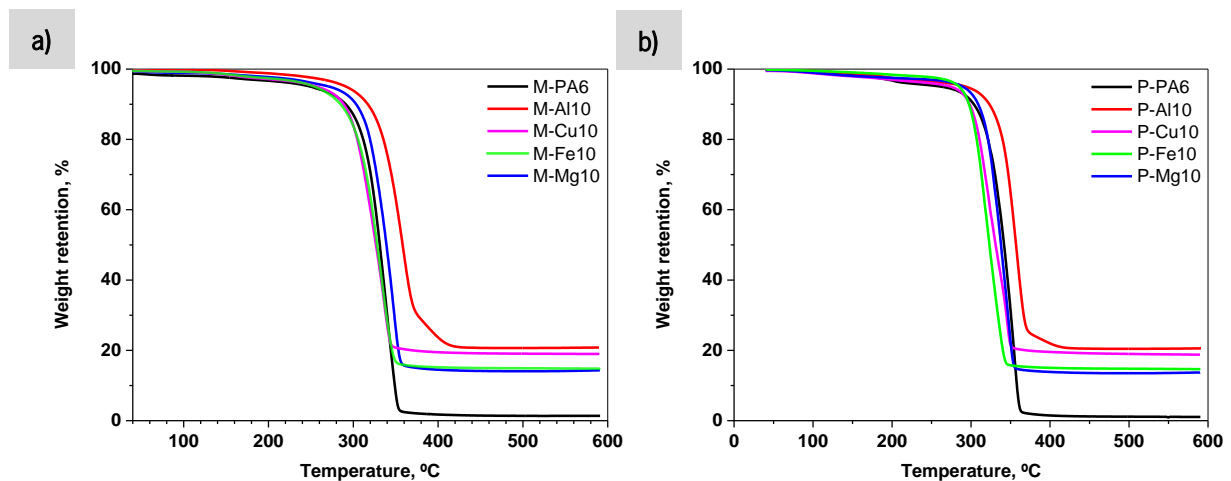 a)
100
80
60
40
20
0
Weight retention, %
100
200
300
400
500
600
Temperature, ºC
M-PA6
M-Al10
M-Cu10
M-Fe10
M-Mg10
b)
100
80
60
40
20
0
Weight retention, %
0
100
200
300
400
500
600
Temperature, ºC
P-PA6
P-Al10
P-Cu10
P-Fe10
P-Mg10